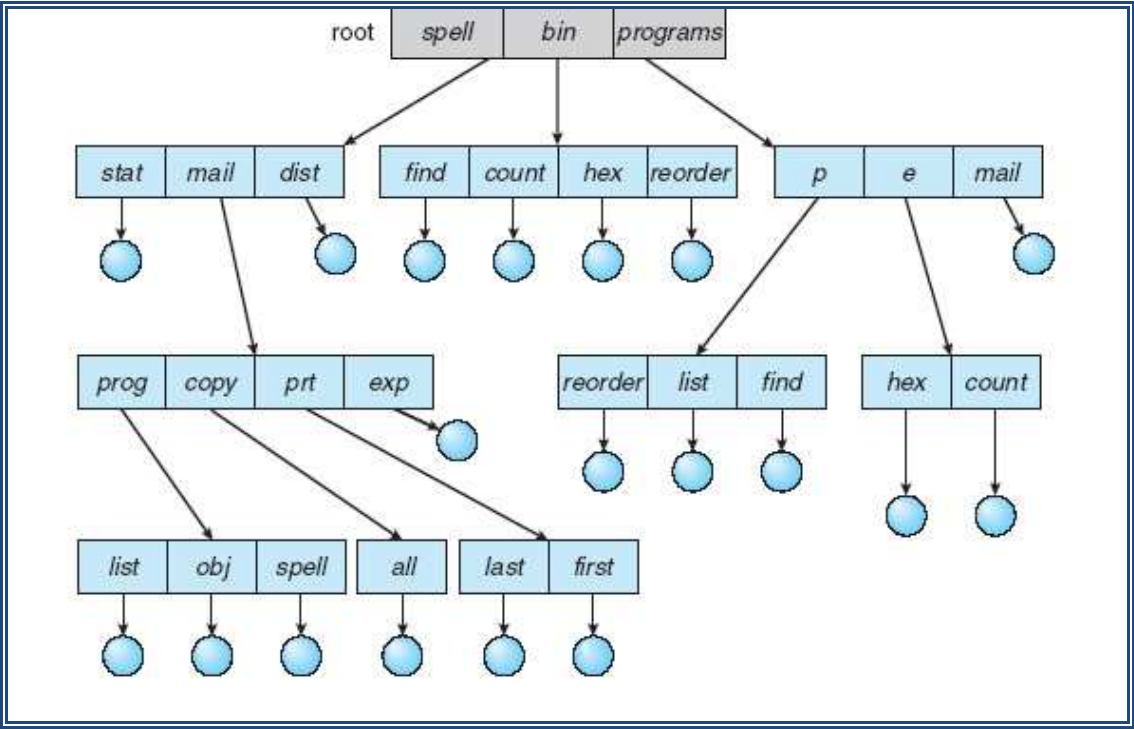 root spell bin programs
stat mail dist find count hex reorder p e mail
prog copy prt exp reorder list find hex count
list obj spell all last first